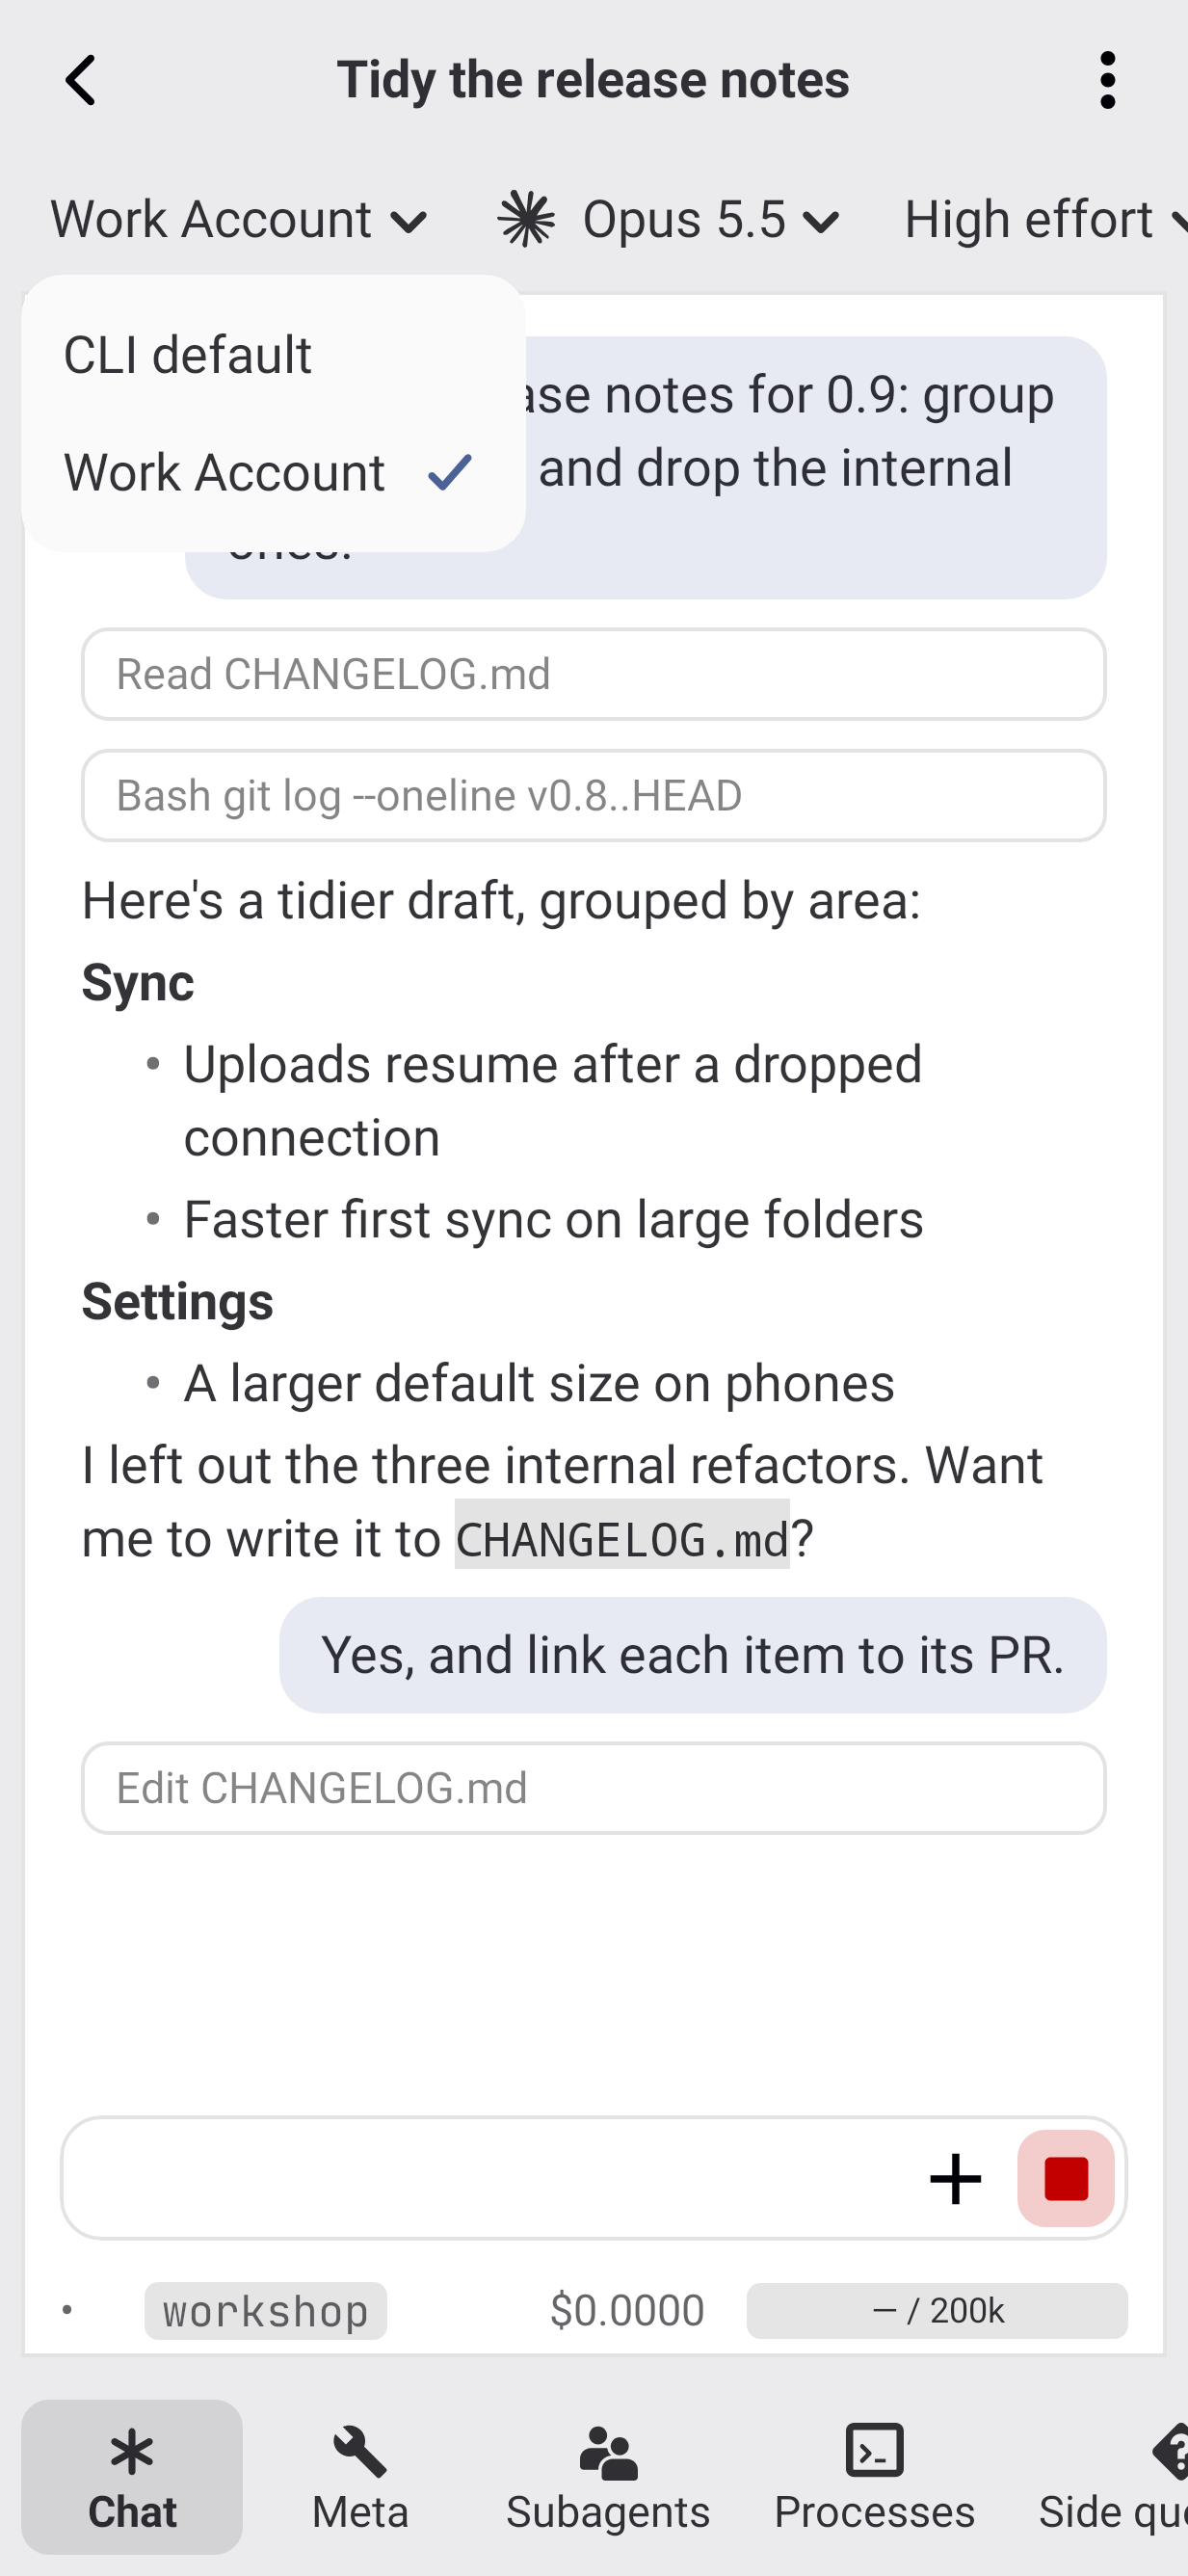 Tidy the release notes
Work Account
Opus 5.5
High effort
CLI default
Work Account
notes for 0.9: group
and drop the internal
Read CHANGELOG.md
Bash git log --oneline v0.8..HEAD
Here's a tidier draft, grouped by area:
Sync
• Uploads resume after a dropped
connection
• Faster first sync on large folders
Settings
• A larger default size on phones
I left out the three internal refactors. Want
me to write it to CHANGELOG.md?
Yes, and link each item to its PR.
Edit CHANGELOG.md
workshop
$0.0000
— / 200k
Chat
Meta
Subagents
Processes
Side